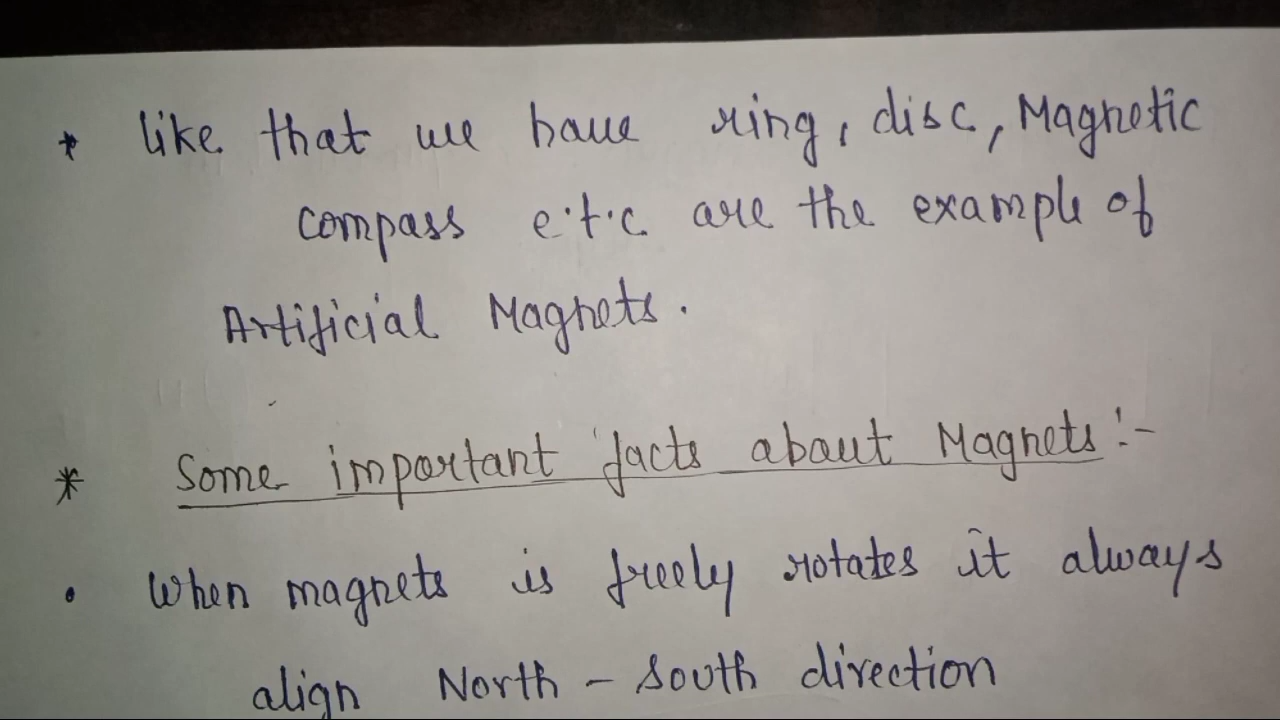 * like that we have ring, disc, Magnetic
compass e.t.c are the example of
Artificial Magnets.
* Some important facts about Magnets :-
• When magnets is freely rotates it always
align North - South direction